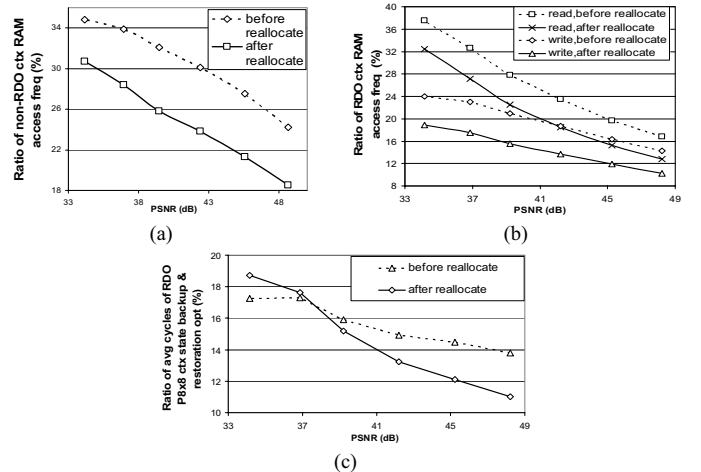 Ratio of non-RDO ctx RAM
access freq (%)
36
32
30
26
22
18
33
38
43
48
PSNR (dB)
before
reallocate
after
reallocate
(a)
Ratio of RDO ctx RAM
access freq (%)
40
36
32
28
24
20
16
12
8
33
37
41
45
49
PSNR (dB)
read,before reallocate
read,after reallocate
write,before reallocate
write,after reallocate
(b)
Ratio of avg cycles of RDO
P8x8 ctx state backup &
restoration opt (%)
20
18
16
14
12
10
33
37
41
45
49
PSNR (dB)
before reallocate
after reallocate
(c)